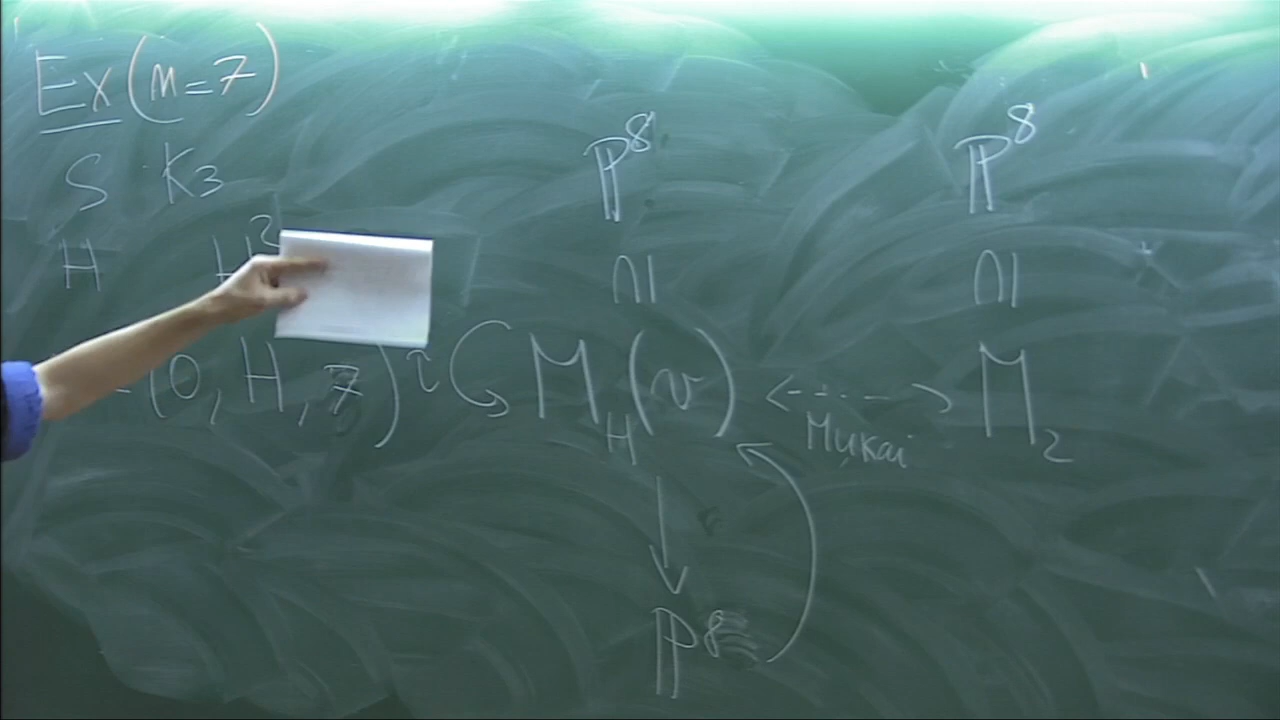 Ex (n=7)
S K3
H H²
(0, H, 7) τ
ℙ⁸ ℙ⁸
∪| ∪|
M_H(v) <- - -> M₂
Mukai
↓
ℙ⁸